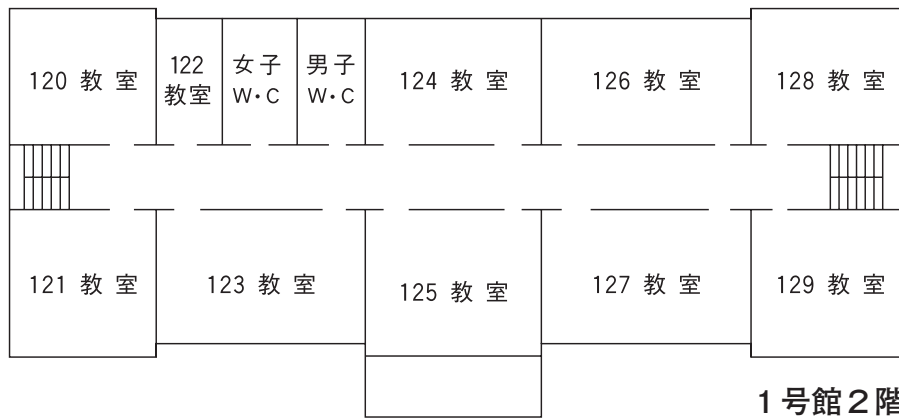 120 教室
122
教室
女子
W・C
男子
W・C
124 教室
126 教室
128 教室
121 教室
123 教室
125 教室
127 教室
129 教室
1号館2階